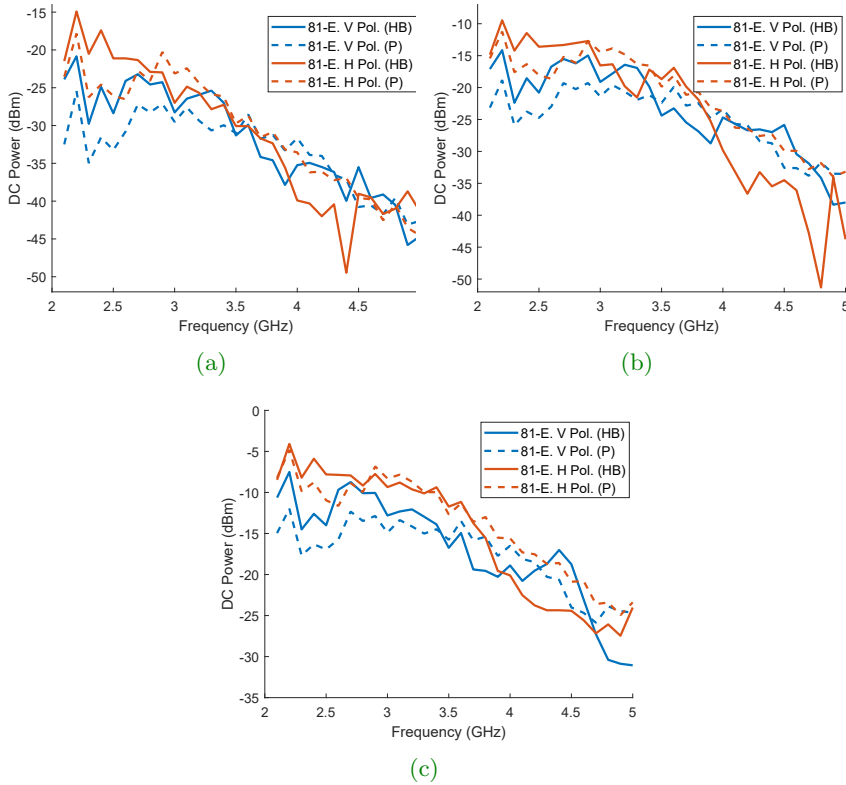 81-E. V Pol. (HB)
81-E. V Pol. (P)
81-E. H Pol. (HB)
81-E. H Pol. (P)
DC Power (dBm)
-15
-20
-25
-30
-35
-40
-45
-50
2
2.5
3
3.5
4
4.5
Frequency (GHz)
(a)
81-E. V Pol. (HB)
81-E. V Pol. (P)
81-E. H Pol. (HB)
81-E. H Pol. (P)
DC Power (dBm)
-10
-15
-20
-25
-30
-35
-40
-45
-50
2
2.5
3
3.5
4
4.5
5
Frequency (GHz)
(b)
81-E. V Pol. (HB)
81-E. V Pol. (P)
81-E. H Pol. (HB)
81-E. H Pol. (P)
DC Power (dBm)
0
-5
-10
-15
-20
-25
-30
-35
2
2.5
3
3.5
4
4.5
5
Frequency (GHz)
(c)